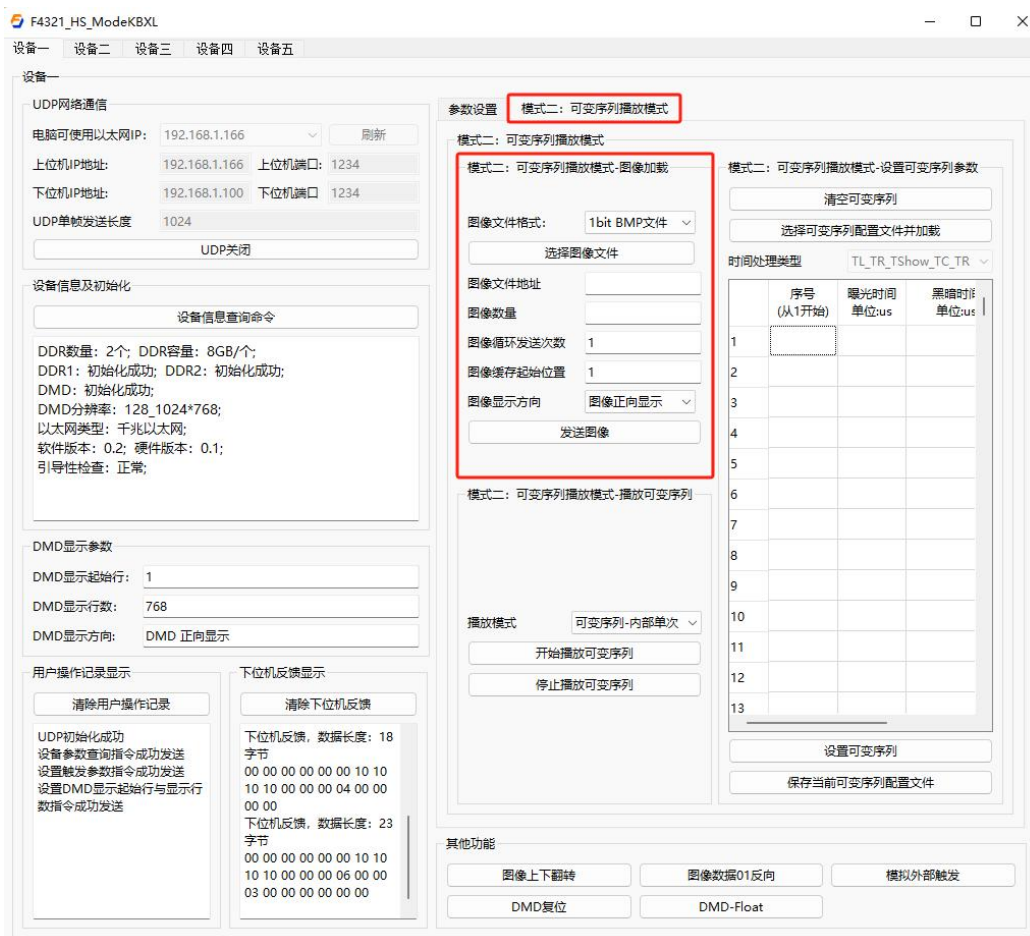 F4321_HS_ModeKBXL
设备一 设备二 设备三 设备四 设备五
设备一
UDP网络通信
电脑可使用以太网IP: 192.168.1.166 刷新
上位机IP地址: 192.168.1.166 上位机端口: 1234
下位机IP地址: 192.168.1.100 下位机端口 1234
UDP单帧发送长度 1024
UDP关闭
设备信息及初始化
设备信息查询命令
DDR数量: 2个; DDR容量: 8GB/个;
DDR1: 初始化成功; DDR2: 初始化成功;
DMD: 初始化成功;
DMD分辨率: 128_1024*768;
以太网类型: 千兆以太网;
软件版本: 0.2; 硬件版本: 0.1;
引导性检查: 正常;
DMD显示参数
DMD显示起始行: 1
DMD显示行数: 768
DMD显示方向: DMD 正向显示
用户操作记录显示
清除用户操作记录
UDP初始化成功
设备参数查询指令成功发送
设置触发参数指令成功发送
设置DMD显示起始行与显示行
数指令成功发送
下位机反馈显示
清除下位机反馈
下位机反馈, 数据长度: 18
字节
00 00 00 00 00 00 10 10
10 10 00 00 00 04 00 00
00 00
下位机反馈, 数据长度: 23
字节
00 00 00 00 00 00 10 10
10 10 00 00 00 06 00 00
03 00 00 00 00 00 00
参数设置 模式二: 可变序列播放模式
模式二: 可变序列播放模式
模式二: 可变序列播放模式-图像加载
图像文件格式: 1bit BMP文件
选择图像文件
图像文件地址
图像数量
图像循环发送次数 1
图像缓存起始位置 1
图像显示方向 图像正向显示
发送图像
模式二: 可变序列播放模式-播放可变序列
播放模式 可变序列-内部单次
开始播放可变序列
停止播放可变序列
模式二: 可变序列播放模式-设置可变序列参数
清空可变序列
选择可变序列配置文件并加载
时间处理类型 TL_TR_TShow_TC_TR
序号 曝光时间 黑暗时间
(从1开始) 单位:us 单位:us
1
2
3
4
5
6
7
8
9
10
11
12
13
设置可变序列
保存当前可变序列配置文件
其他功能
图像上下翻转 图像数据01反向 模拟外部触发
DMD复位 DMD-Float